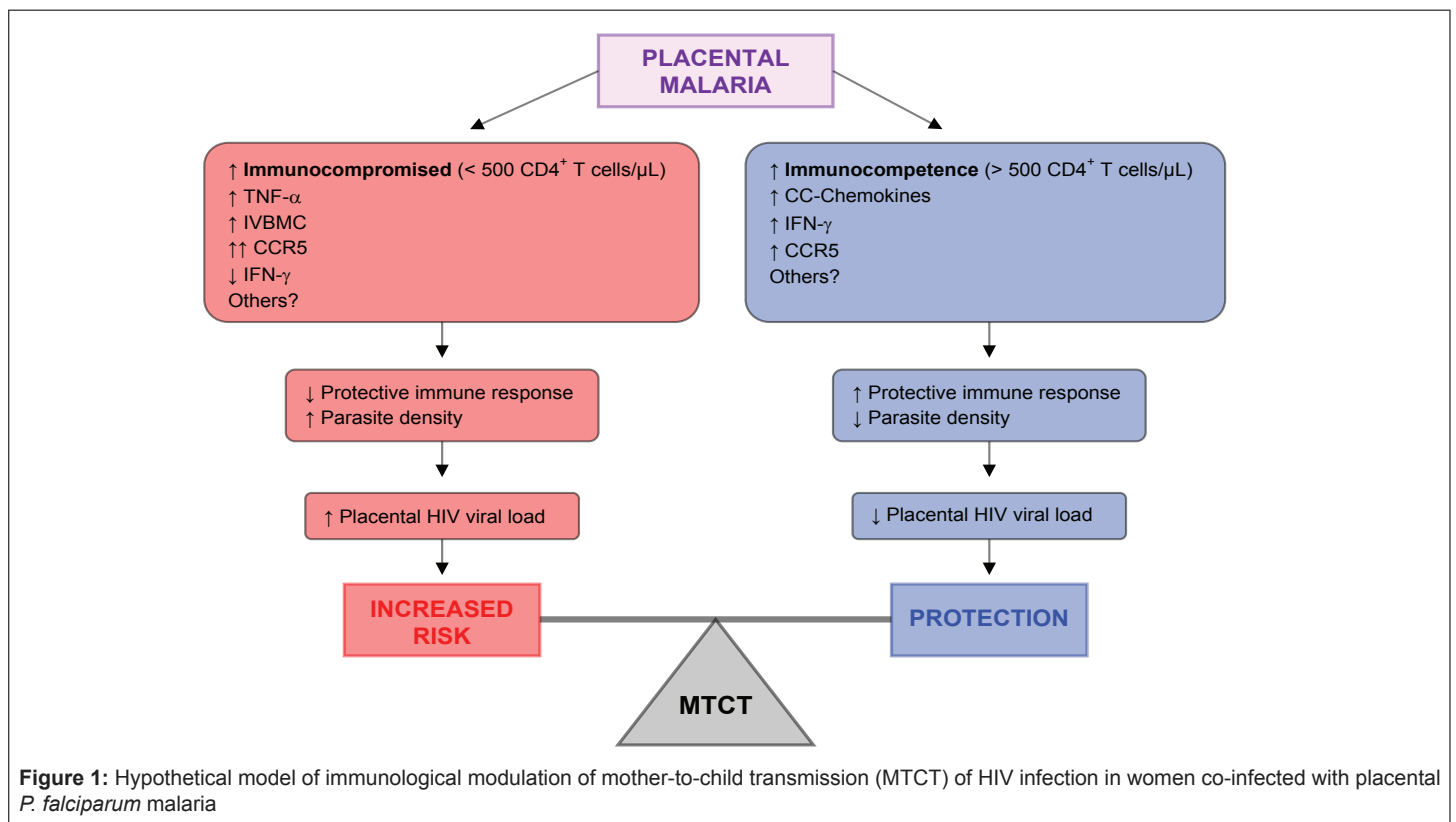 PLACENTAL
MALARIA
↑ Immunocompromised (< 500 CD4⁺ T cells/µL)
↑ TNF-α
↑ IVBMC
↑↑ CCR5
↓ IFN-γ
Others?
↑ Immunocompetence (> 500 CD4⁺ T cells/µL)
↑ CC-Chemokines
↑ IFN-γ
↑ CCR5
Others?
↓ Protective immune response
↑ Parasite density
↑ Protective immune response
↓ Parasite density
↑ Placental HIV viral load
↓ Placental HIV viral load
INCREASED
RISK
PROTECTION
MTCT
Figure 1: Hypothetical model of immunological modulation of mother-to-child transmission (MTCT) of HIV infection in women co-infected with placental
P. falciparum malaria